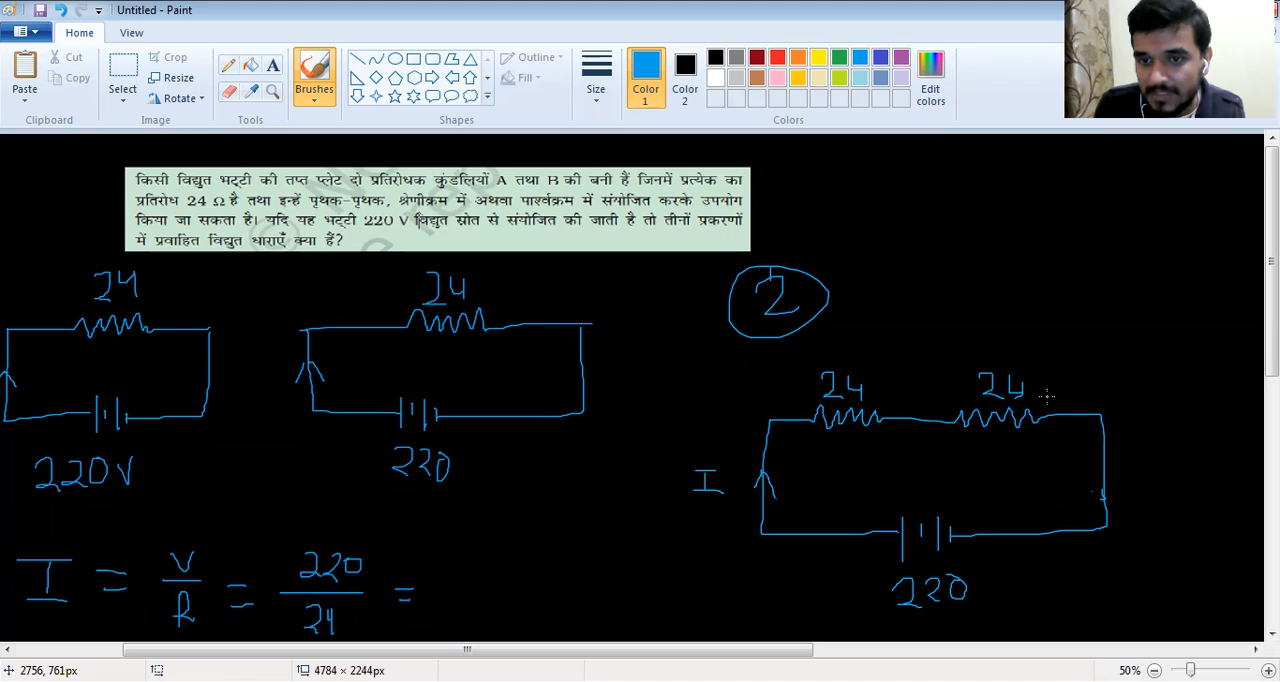 Untitled - Paint
Home View
Paste
Cut
Copy
Clipboard
Select
Crop
Resize
Rotate
Image
Tools
Brushes
Shapes
Outline
Fill
Size
Color 1
Color 2
Edit colors
Colors
किसी विद्युत भट्टी की तप्त प्लेट दो प्रतिरोधक कुंडलियों A तथा B की बनी हैं जिनमें प्रत्येक का
प्रतिरोध 24 Ω है तथा इन्हें पृथक-पृथक, श्रेणीक्रम में अथवा पार्श्वक्रम में संयोजित करके उपयोग
किया जा सकता है। यदि यह भट्टी 220 V विद्युत स्रोत से संयोजित की जाती है तो तीनों प्रकरणों
में प्रवाहित विद्युत धाराएँ क्या हैं?
24
220V
24
220
2
24 24
I
220
I = V/R = 220/24 =
2756, 761px
4784 × 2244px
50%